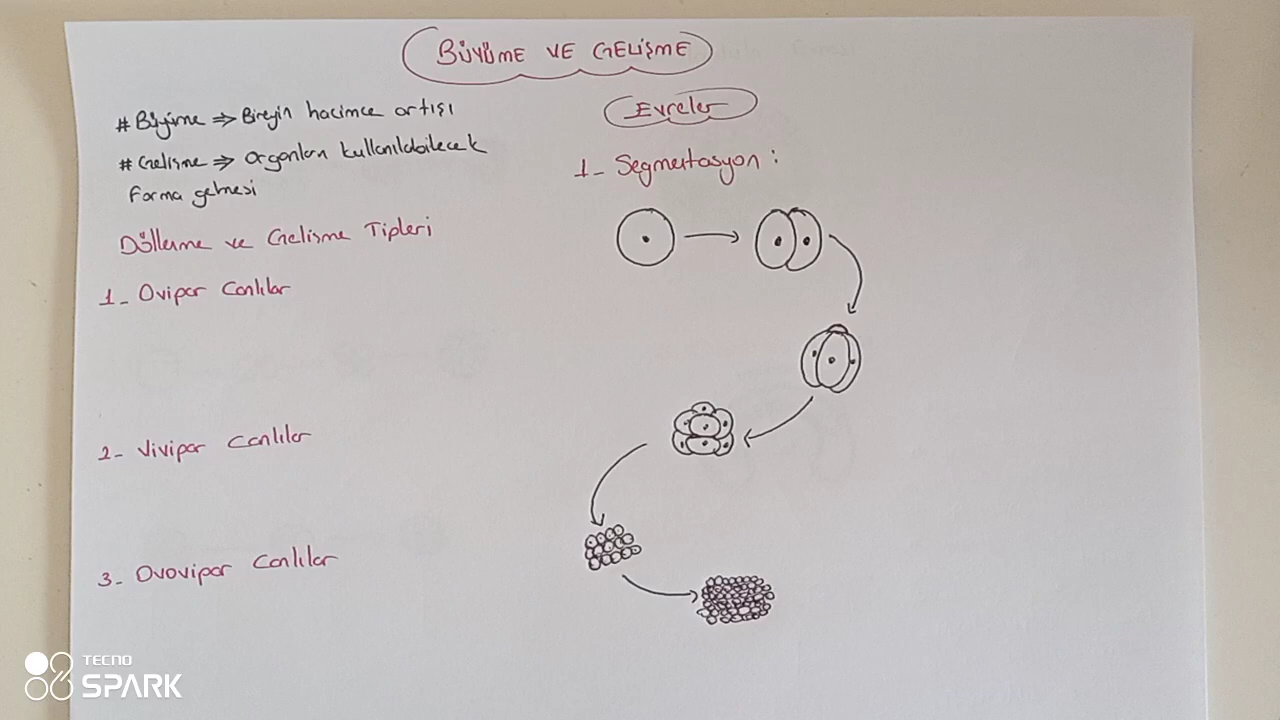 BÜYÜME VE GELİŞME
# Büyüme ⇒ Bireyin hacimce artışı
# Gelişme ⇒ organların kullanılabilecek
forma gelmesi
Döllenme ve Gelişme Tipleri
1- Ovipar Canlılar
2- Vivipar Canlılar
3- Ovovipar Canlılar
Evreler
1- Segmentasyon :
TECNO
SPARK